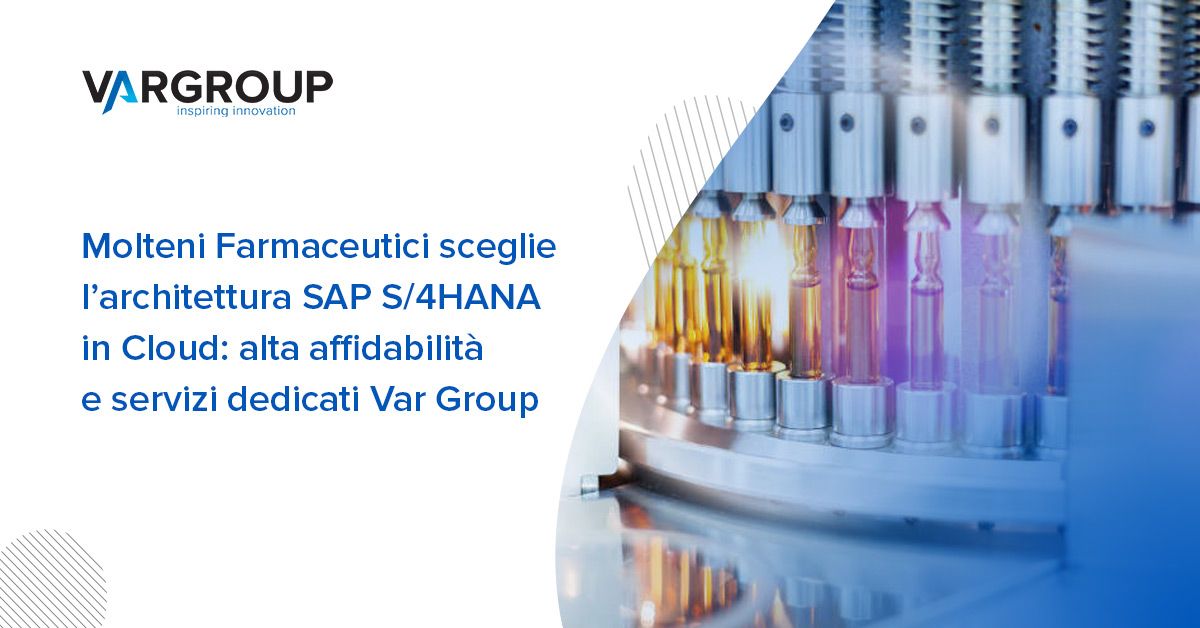 VARGROUP
inspiring innovation
Molteni Farmaceutici sceglie
l’architettura SAP S/4HANA
in Cloud: alta affidabilità
e servizi dedicati Var Group